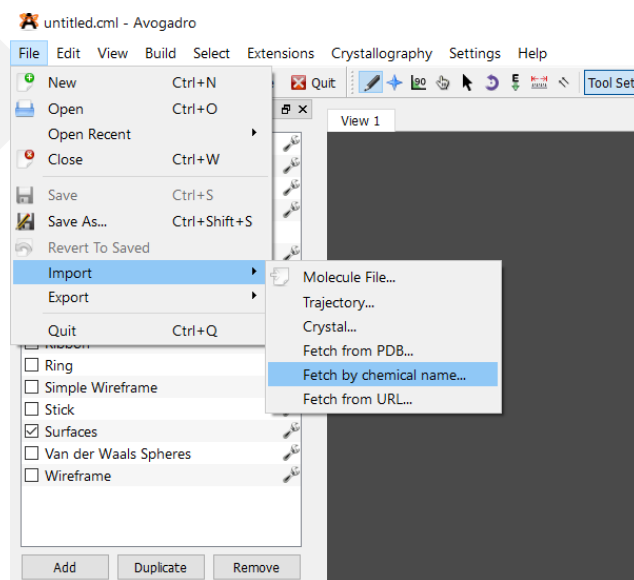 untitled.cml - Avogadro
File Edit View Build Select Extensions Crystallography Settings Help
New Ctrl+N
Quit
Tool Set
Open Ctrl+O
View 1
Open Recent
Close Ctrl+W
Save Ctrl+S
Save As... Ctrl+Shift+S
Revert To Saved
Import
Molecule File...
Export
Trajectory...
Crystal...
Quit Ctrl+Q
Ribbon
Fetch from PDB...
Ring
Fetch by chemical name...
Simple Wireframe
Fetch from URL...
Stick
Surfaces
Van der Waals Spheres
Wireframe
Add Duplicate Remove